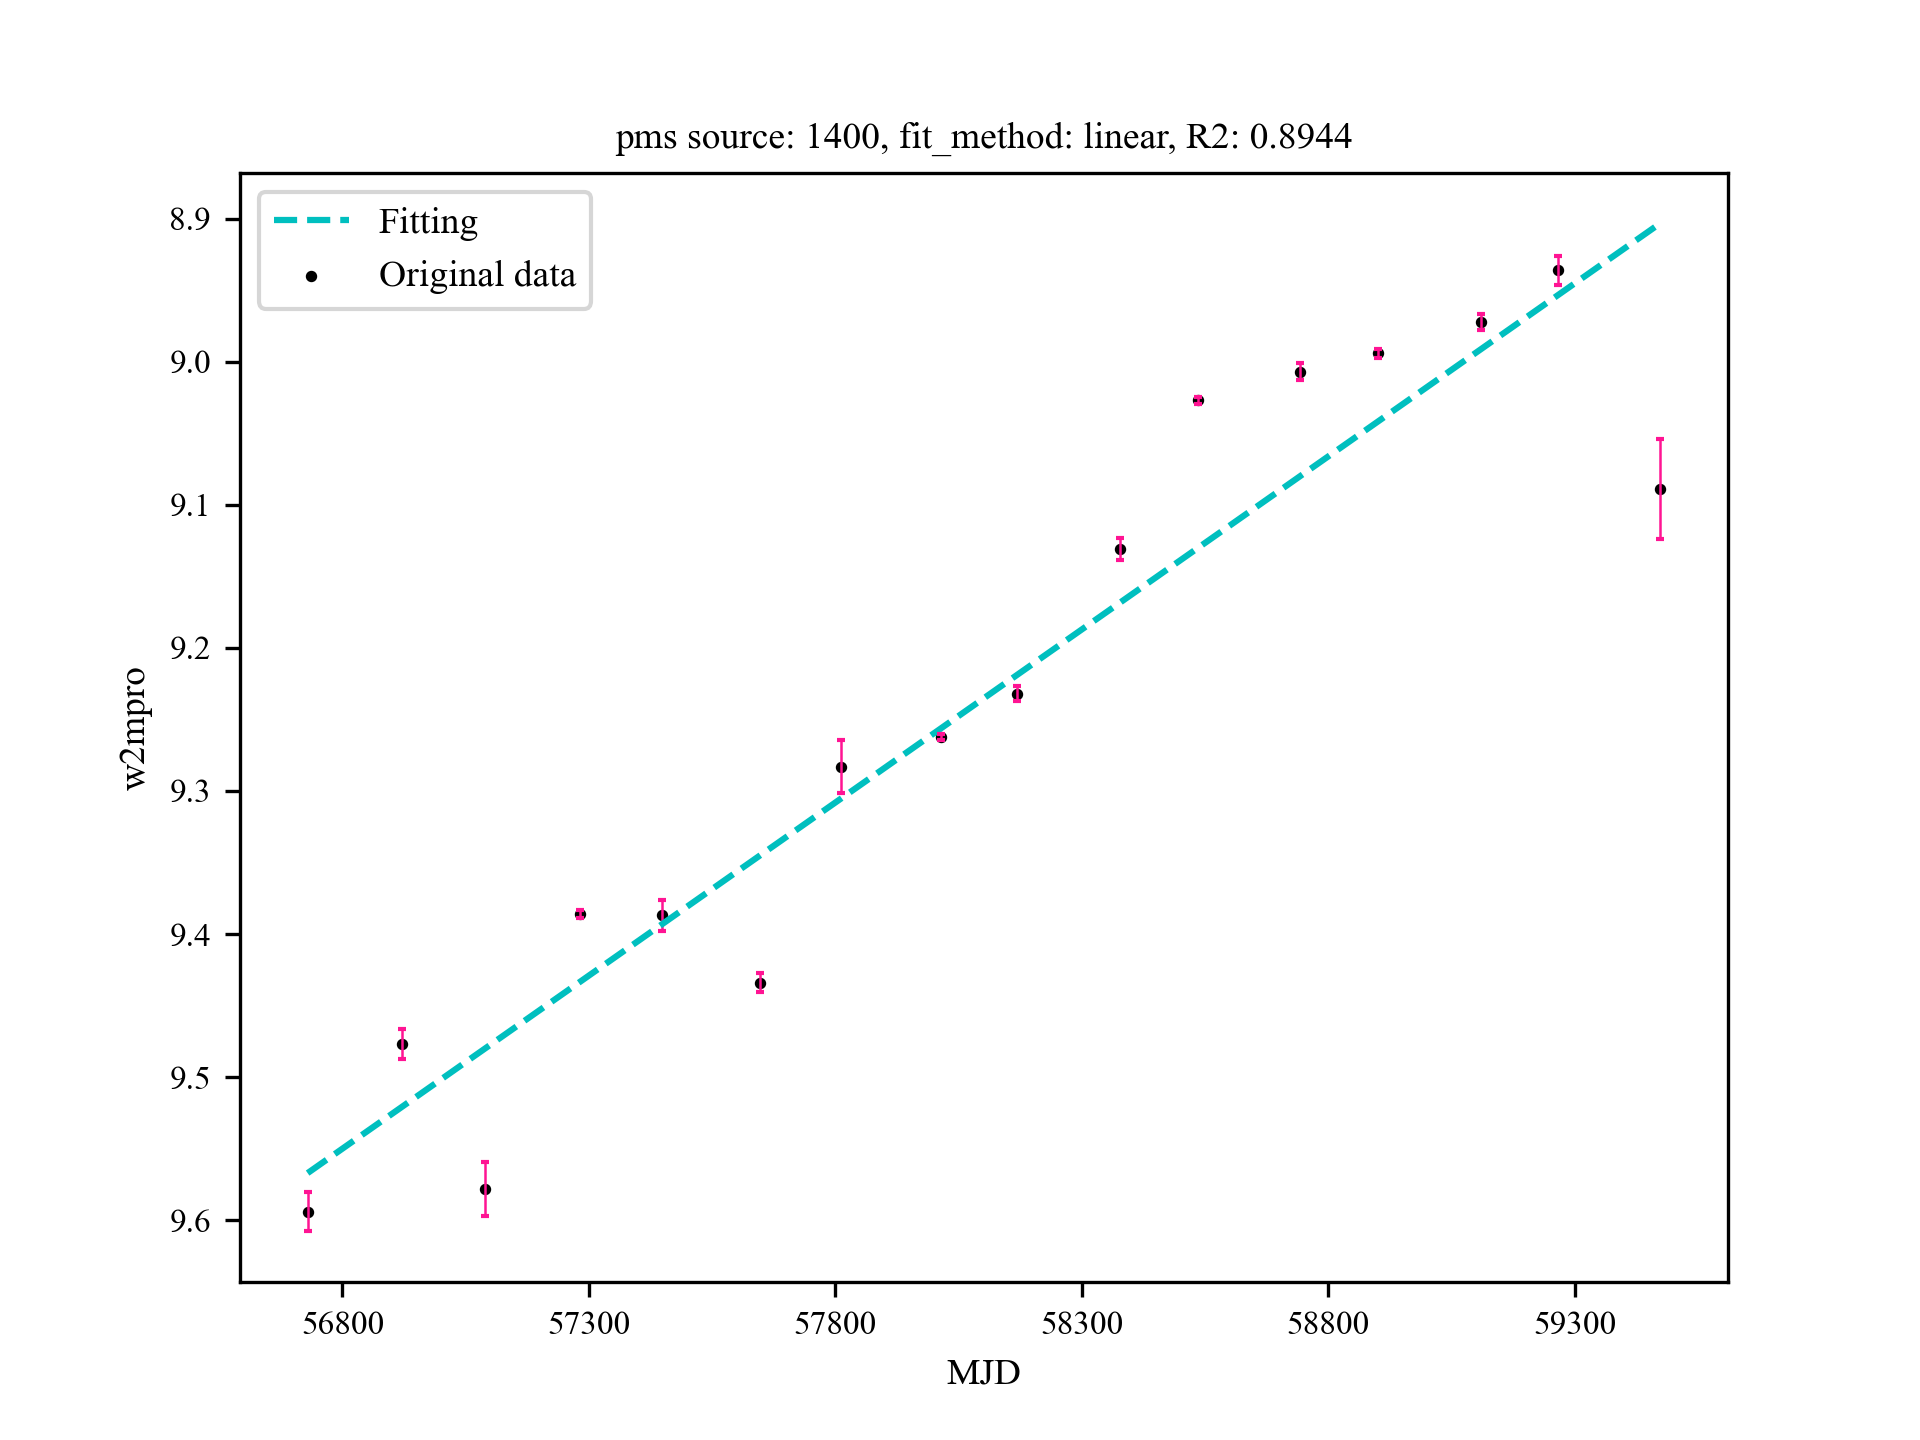 pms source: 1400, fit_method: linear, R2: 0.8944
Fitting
Original data
8.9
9.0
9.1
9.2
9.3
9.4
9.5
9.6
w2mpro
56800 57300 57800 58300 58800 59300
MJD